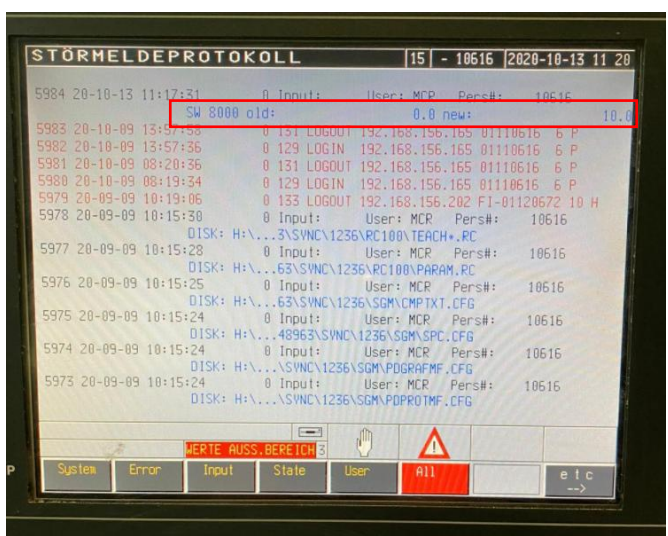 STÖRMELDEPROTOKOLL 15 - 10616 2020-10-13 11 20
5984 20-10-13 11:17:31 0 Input: User: MCP Pers#: 10616
SW 8000 old: 0.0 new: 10.0
5983 20-10-09 13:57:58 0 131 LOGOUT 192.168.156.165 01110616 6 P
5982 20-10-09 13:57:36 0 129 LOGIN 192.168.156.165 01110616 6 P
5981 20-10-09 08:20:36 0 131 LOGOUT 192.168.156.165 01110616 6 P
5980 20-10-09 08:19:34 0 129 LOGIN 192.168.156.165 01110616 6 P
5979 20-09-09 10:19:06 0 133 LOGOUT 192.168.156.202 FI-01120672 10 H
5978 20-09-09 10:15:30 0 Input: User: MCR Pers#: 10616
DISK: H:\...3\SYNC\1236\RC100\TEACH*.RC
5977 20-09-09 10:15:28 0 Input: User: MCR Pers#: 10616
DISK: H:\...63\SYNC\1236\RC100\PARAM.RC
5976 20-09-09 10:15:25 0 Input: User: MCR Pers#: 10616
DISK: H:\...63\SYNC\1236\SGM\CMPTXT.CFG
5975 20-09-09 10:15:24 0 Input: User: MCR Pers#: 10616
DISK: H:\...48963\SYNC\1236\SGM\SPC.CFG
5974 20-09-09 10:15:24 0 Input: User: MCR Pers#: 10616
DISK: H:\...\SYNC\1236\SGM\PDGRAFMF.CFG
5973 20-09-09 10:15:24 0 Input: User: MCR Pers#: 10616
DISK: H:\...\SYNC\1236\SGM\PDPROTMF.CFG
WERTE AUSS.BEREICH 3
P System Error Input State User All etc
-->